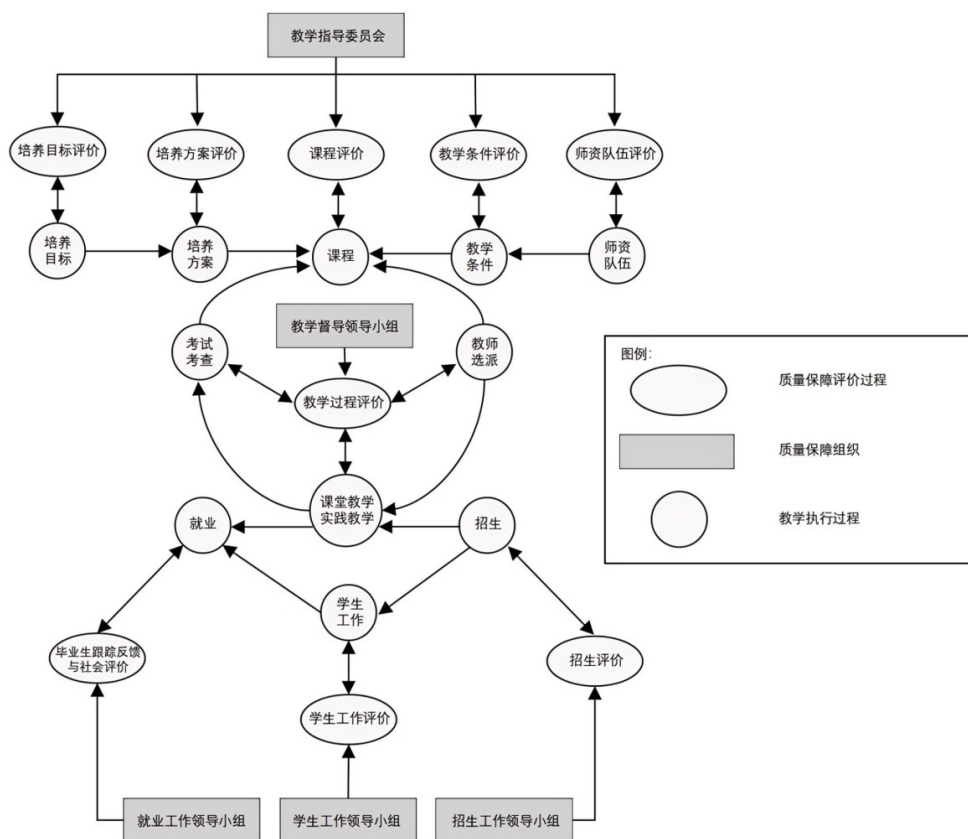 教学指导委员会
培养目标评价
培养方案评价
课程评价
教学条件评价
师资队伍评价
培养
目标
培养
方案
课程
教学
条件
师资
队伍
教学督导领导小组
考试
考查
教师
选派
教学过程评价
课堂教学
实践教学
就业
招生
学生
工作
毕业生跟踪反馈
与社会评价
招生评价
学生工作评价
就业工作领导小组
学生工作领导小组
招生工作领导小组
图例：
质量保障评价过程
质量保障组织
教学执行过程